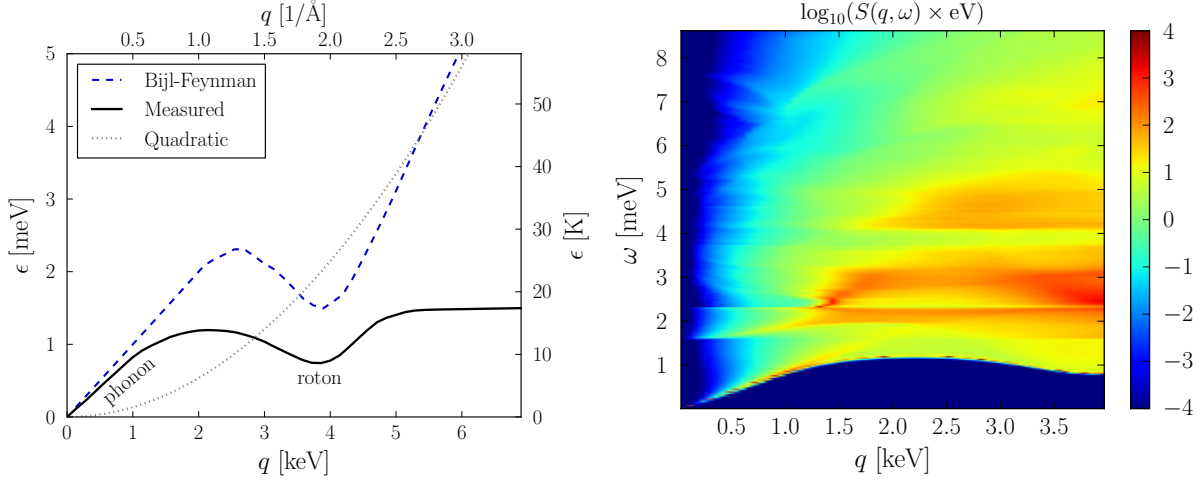 q [1/Å]
0.5 1.0 1.5 2.0 2.5 3.0
Bijl-Feynman
Measured
Quadratic
5
4
3
2
1
0
ϵ [meV]
50
40
30
20
10
0
ϵ [K]
phonon
roton
0 1 2 3 4 5 6
q [keV]
log₁₀(S(q, ω) × eV)
8
7
6
5
4
3
2
1
ω [meV]
0.5 1.0 1.5 2.0 2.5 3.0 3.5
q [keV]
4
3
2
1
0
−1
−2
−3
−4